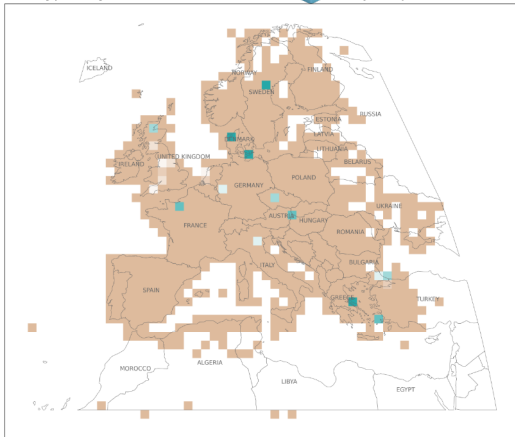 ICELAND
NORWAY
FINLAND
SWEDEN
RUSSIA
ESTONIA
LATVIA
DENMARK
LITHUANIA
UNITED KINGDOM
BELARUS
IRELAND
POLAND
GERMANY
UKRAINE
AUSTRIA
HUNGARY
FRANCE
ROMANIA
BULGARIA
ITALY
SPAIN
GREECE
TURKEY
ALGERIA
MOROCCO
LIBYA
EGYPT